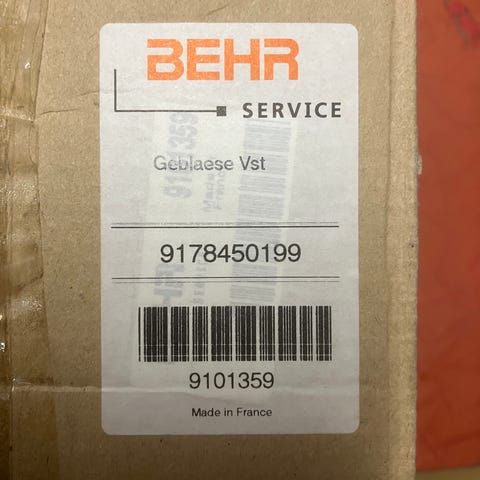 BEHR
SERVICE
Geblaese Vst
9178450199
9101359
Made in France